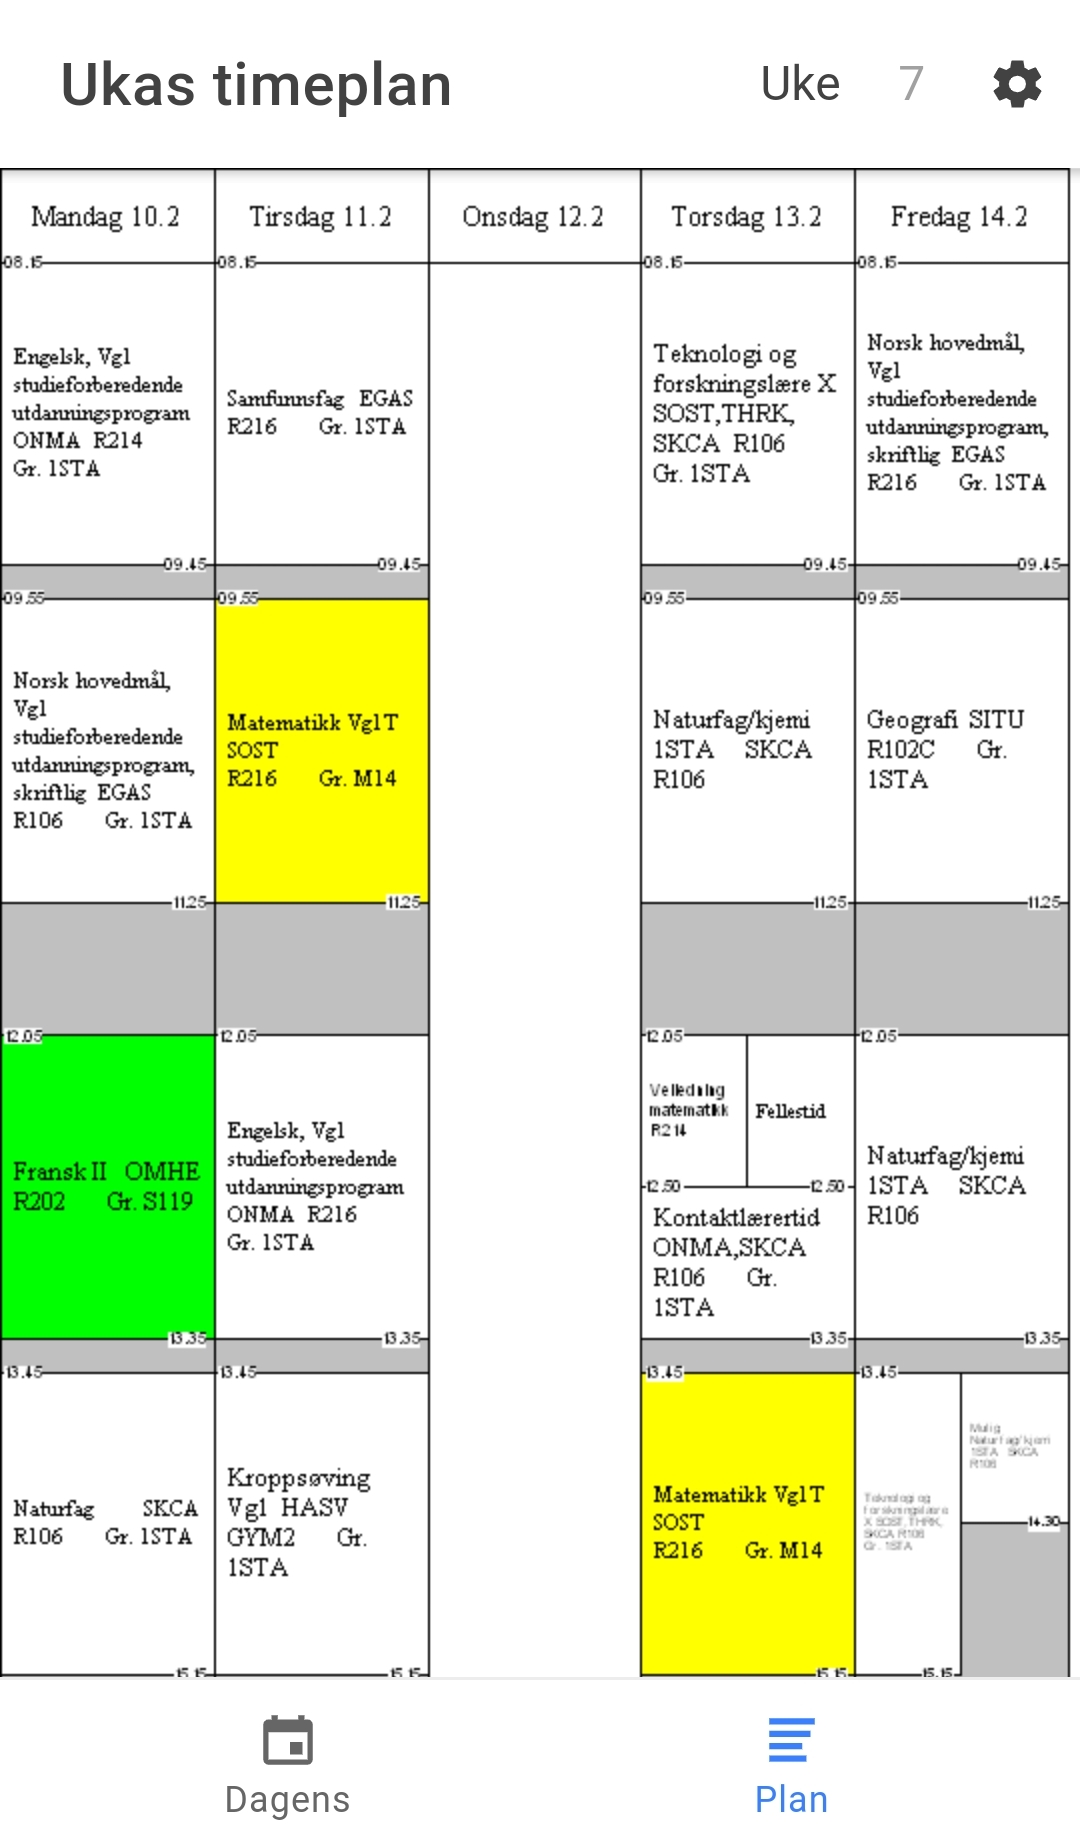 Ukas timeplan
Uke 7
Mandag 10.2
08.15
Engelsk, Vg1
studieforberedende
utdanningsprogram
ONMA R214
Gr. 1STA
09.45
09.55
Norsk hovedmål,
Vg1
studieforberedende
utdanningsprogram,
skriftlig EGAS
R106 Gr. 1STA
11.25
12.05
Fransk II OMHE
R202 Gr. S119
13.35
13.45
Naturfag SKCA
R106 Gr. 1STA
15.15
Tirsdag 11.2
08.15
Samfunnsfag EGAS
R216 Gr. 1STA
09.45
09.55
Matematikk Vg1T
SOST
R216 Gr. M14
11.25
12.05
Engelsk, Vg1
studieforberedende
utdanningsprogram
ONMA R216
Gr. 1STA
13.35
13.45
Kroppsøving
Vg1 HASV
GYM2 Gr.
1STA
15.15
Onsdag 12.2
Torsdag 13.2
08.15
Teknologi og
forskningslære X
SOST,THRK,
SKCA R106
Gr. 1STA
09.45
09.55
Naturfag/kjemi
1STA SKCA
R106
11.25
12.05
Veiledning
matematikk
R214
Fellestid
12.50
12.50
Kontaktlærertid
ONMA,SKCA
R106 Gr.
1STA
13.35
13.45
Matematikk Vg1T
SOST
R216 Gr. M14
15.15
Fredag 14.2
08.15
Norsk hovedmål,
Vg1
studieforberedende
utdanningsprogram,
skriftlig EGAS
R216 Gr. 1STA
09.45
09.55
Geografi SITU
R102C Gr.
1STA
11.25
12.05
Naturfag/kjemi
1STA SKCA
R106
13.35
13.45
Teknologi og
forskningslære
X SOST,THRK,
SKCA R106
Gr. 1STA
15.15
Mulig
Naturfag/kjemi
1STA SKCA
R106
14.30
Dagens
Plan